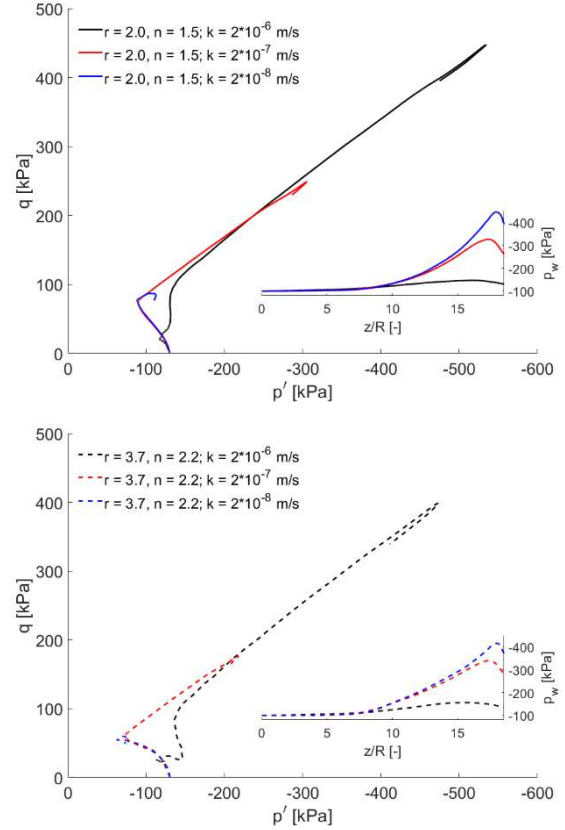 500
r = 2.0, n = 1.5; k = 2*10⁻⁶ m/s
r = 2.0, n = 1.5; k = 2*10⁻⁷ m/s
r = 2.0, n = 1.5; k = 2*10⁻⁸ m/s
400
300
q [kPa]
200
100
0
-400
-300
-200
-100
p_w [kPa]
0 5 10 15
z/R [-]
0 -100 -200 -300 -400 -500 -600
p′ [kPa]
500
r = 3.7, n = 2.2; k = 2*10⁻⁶ m/s
r = 3.7, n = 2.2; k = 2*10⁻⁷ m/s
r = 3.7, n = 2.2; k = 2*10⁻⁸ m/s
400
300
q [kPa]
200
100
0
-400
-300
-200
-100
p_w [kPa]
0 5 10 15
z/R [-]
0 -100 -200 -300 -400 -500 -600
p′ [kPa]